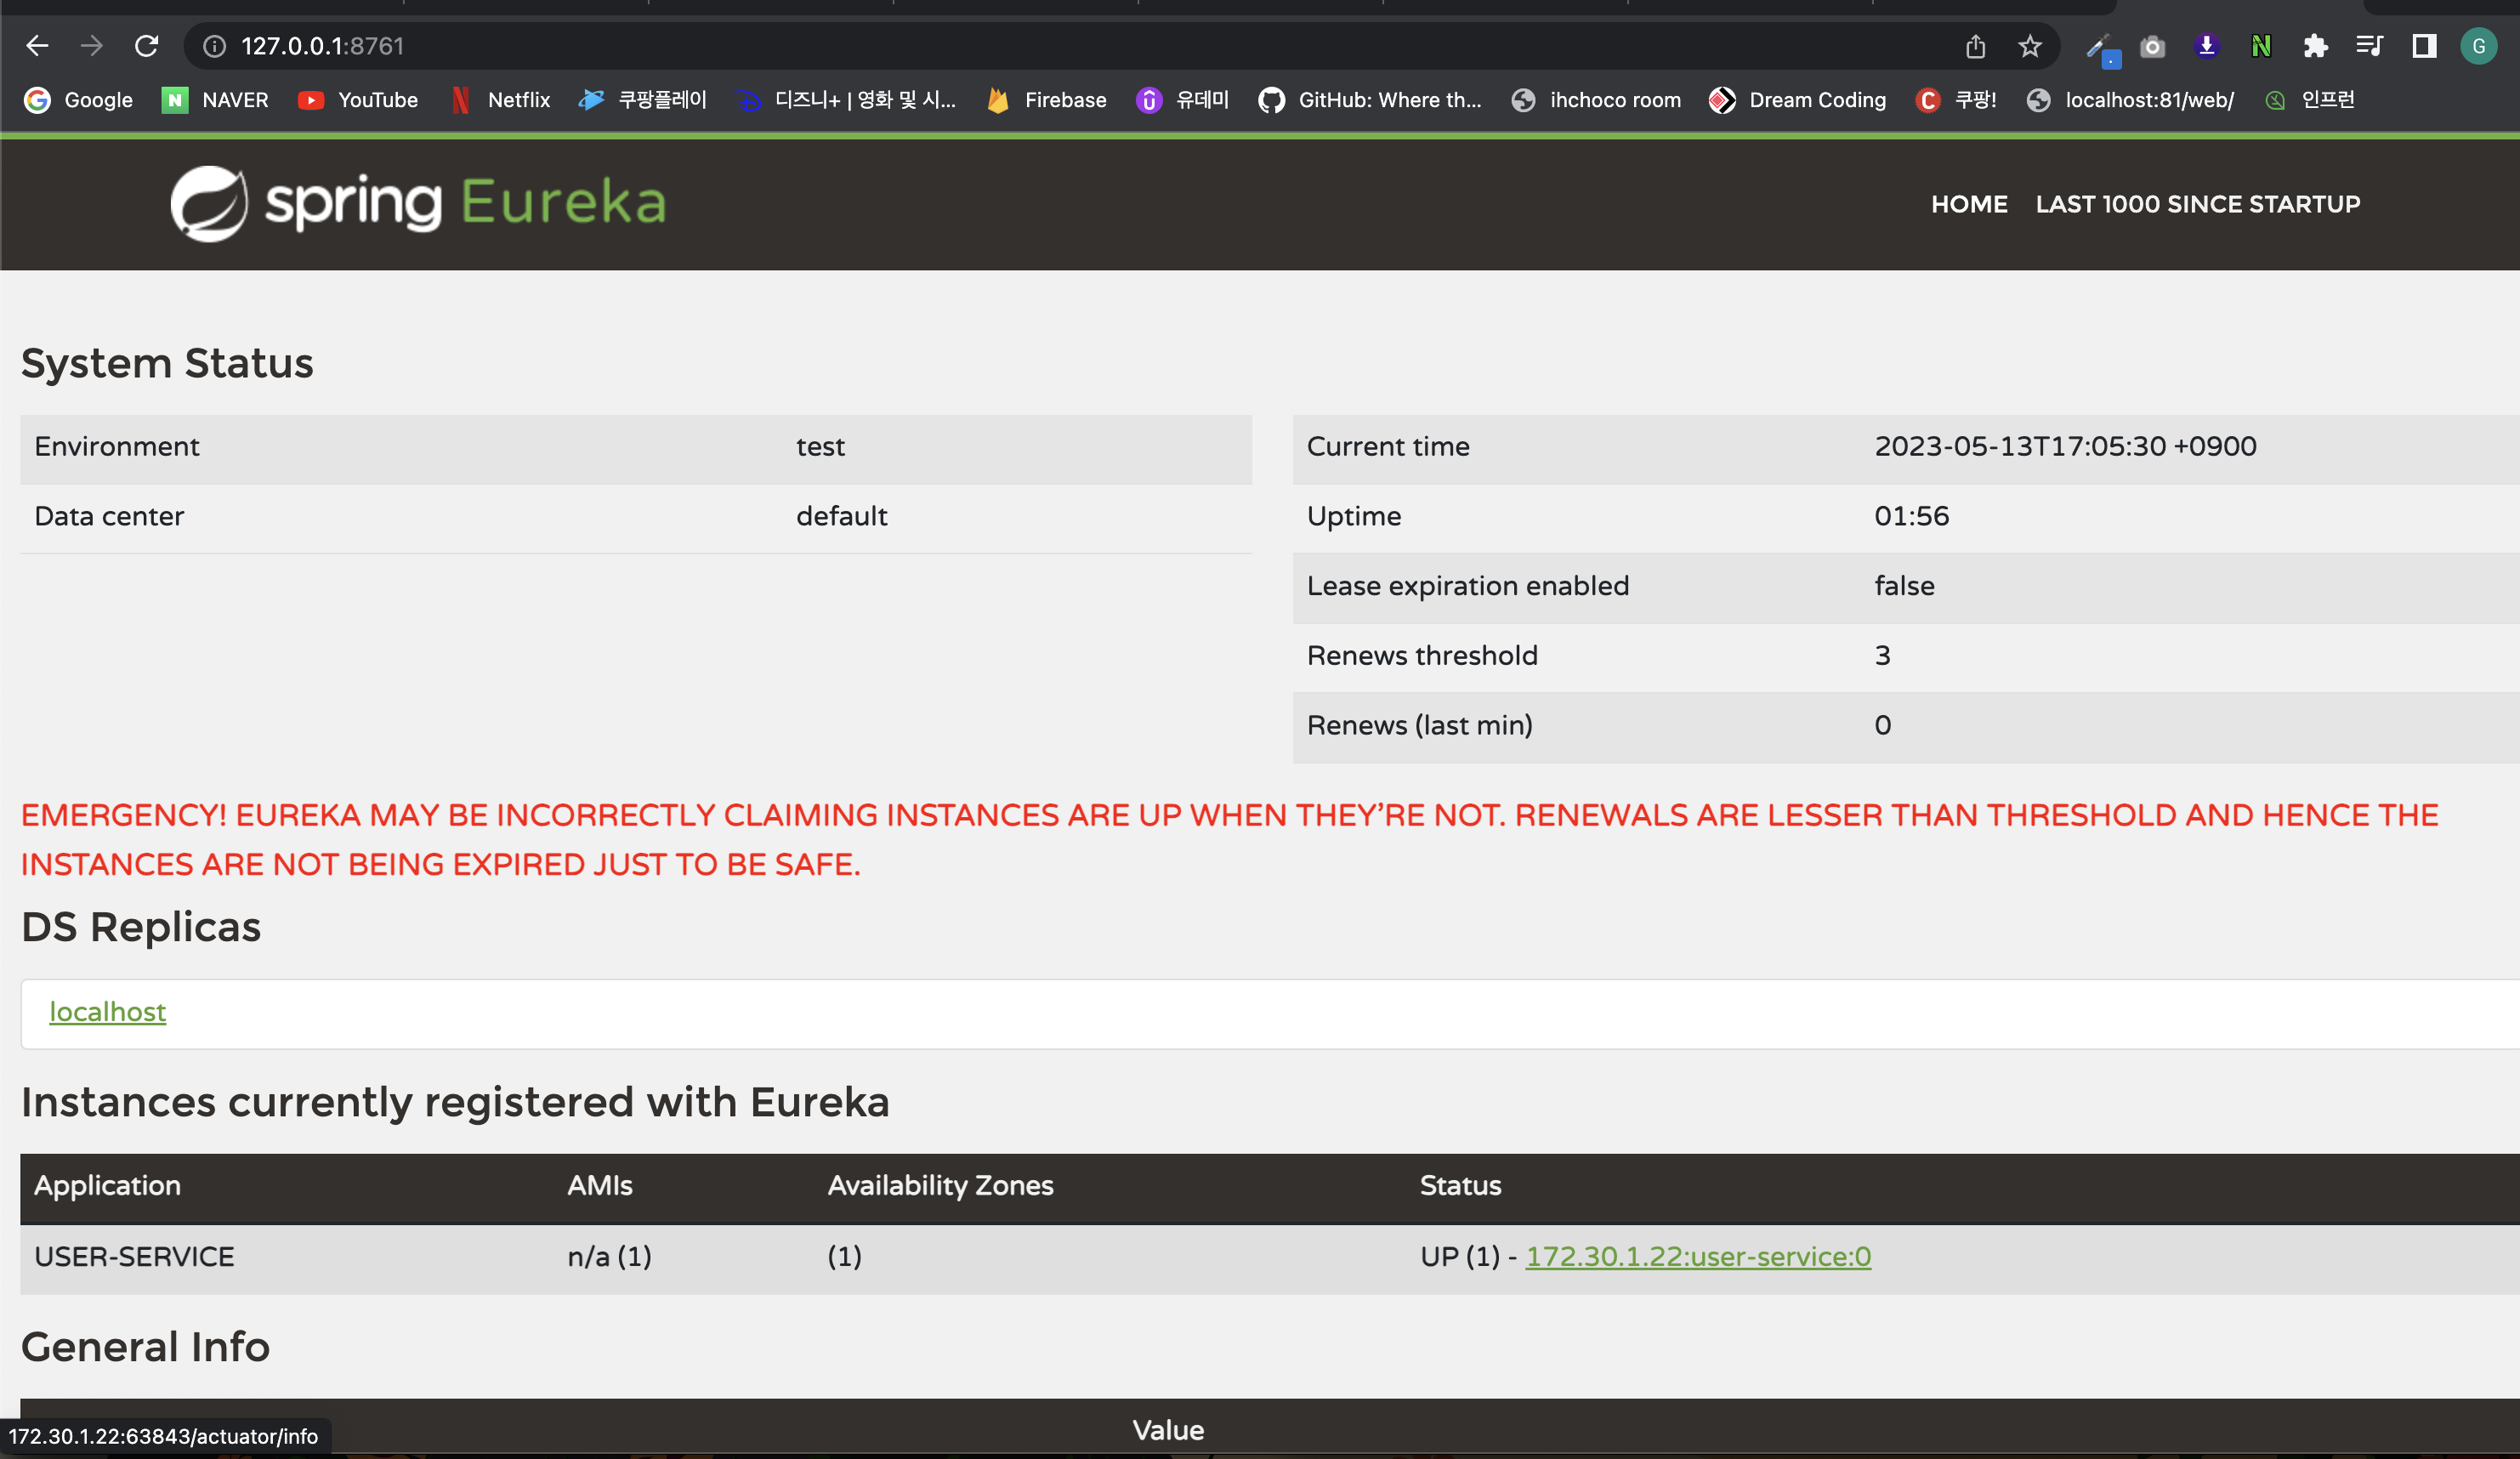 127.0.0.1:8761
G
Google NAVER YouTube Netflix 쿠팡플레이 디즈니+ | 영화 및 시... Firebase 유데미 GitHub: Where th... ihchoco room Dream Coding 쿠팡! localhost:81/web/ 인프런
spring Eureka
HOME LAST 1000 SINCE STARTUP
System Status
Environment test
Data center default
Current time 2023-05-13T17:05:30 +0900
Uptime 01:56
Lease expiration enabled false
Renews threshold 3
Renews (last min) 0
EMERGENCY! EUREKA MAY BE INCORRECTLY CLAIMING INSTANCES ARE UP WHEN THEY’RE NOT. RENEWALS ARE LESSER THAN THRESHOLD AND HENCE THE
INSTANCES ARE NOT BEING EXPIRED JUST TO BE SAFE.
DS Replicas
localhost
Instances currently registered with Eureka
Application AMIs Availability Zones Status
USER-SERVICE n/a (1) (1) UP (1) - 172.30.1.22:user-service:0
General Info
Value
172.30.1.22:63843/actuator/info